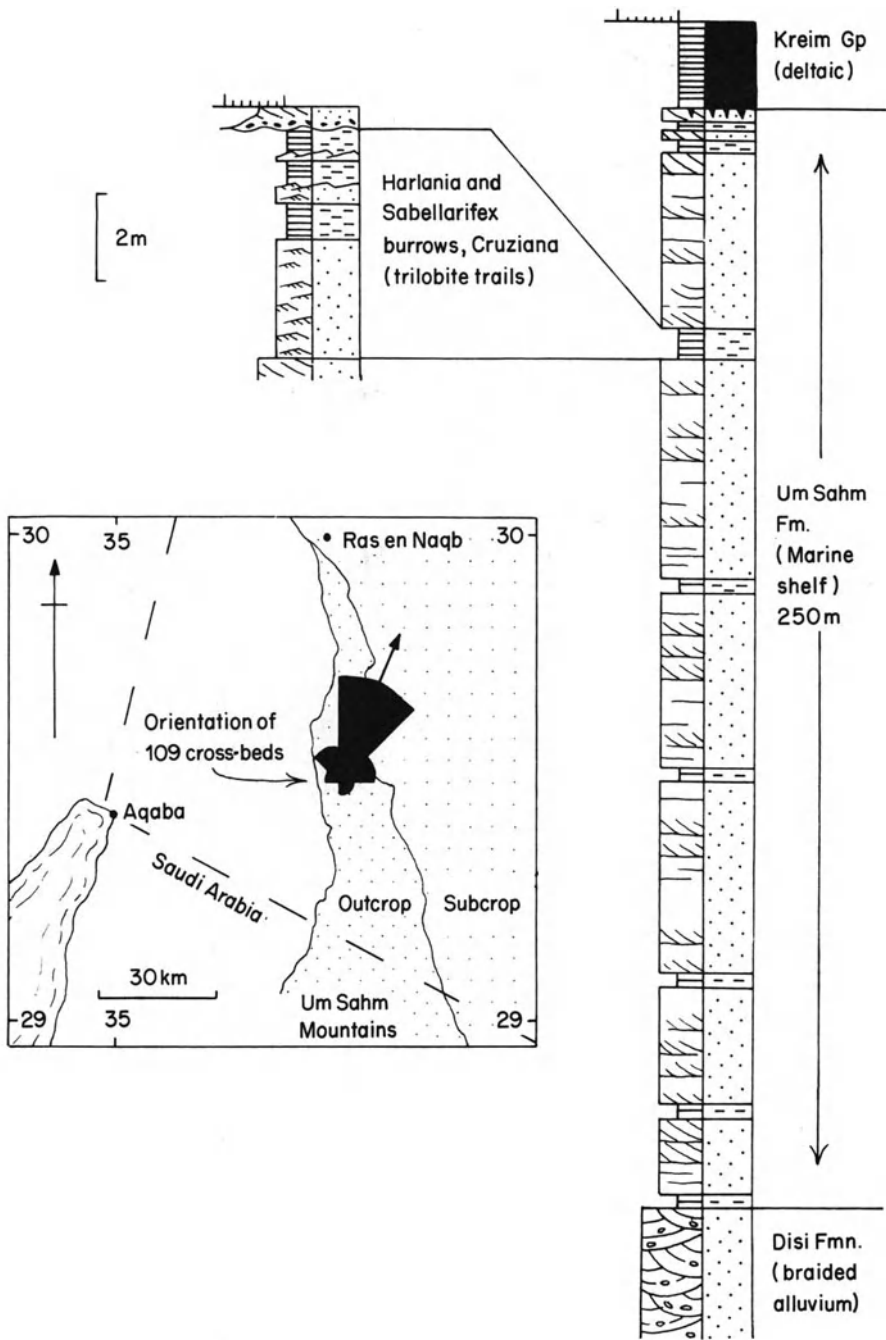 Kreim Gp
(deltaic)
2m
Harlania and
Sabellarifex
burrows, Cruziana
(trilobite trails)
Um Sahm
Fm.
(Marine
shelf)
250m
30
35
Ras en Naqb
30
Orientation of
109 cross-beds
Aqaba
Saudi Arabia
Outcrop
Subcrop
30 km
29
35
Um Sahm
Mountains
29
Disi Fmn.
(braided
alluvium)